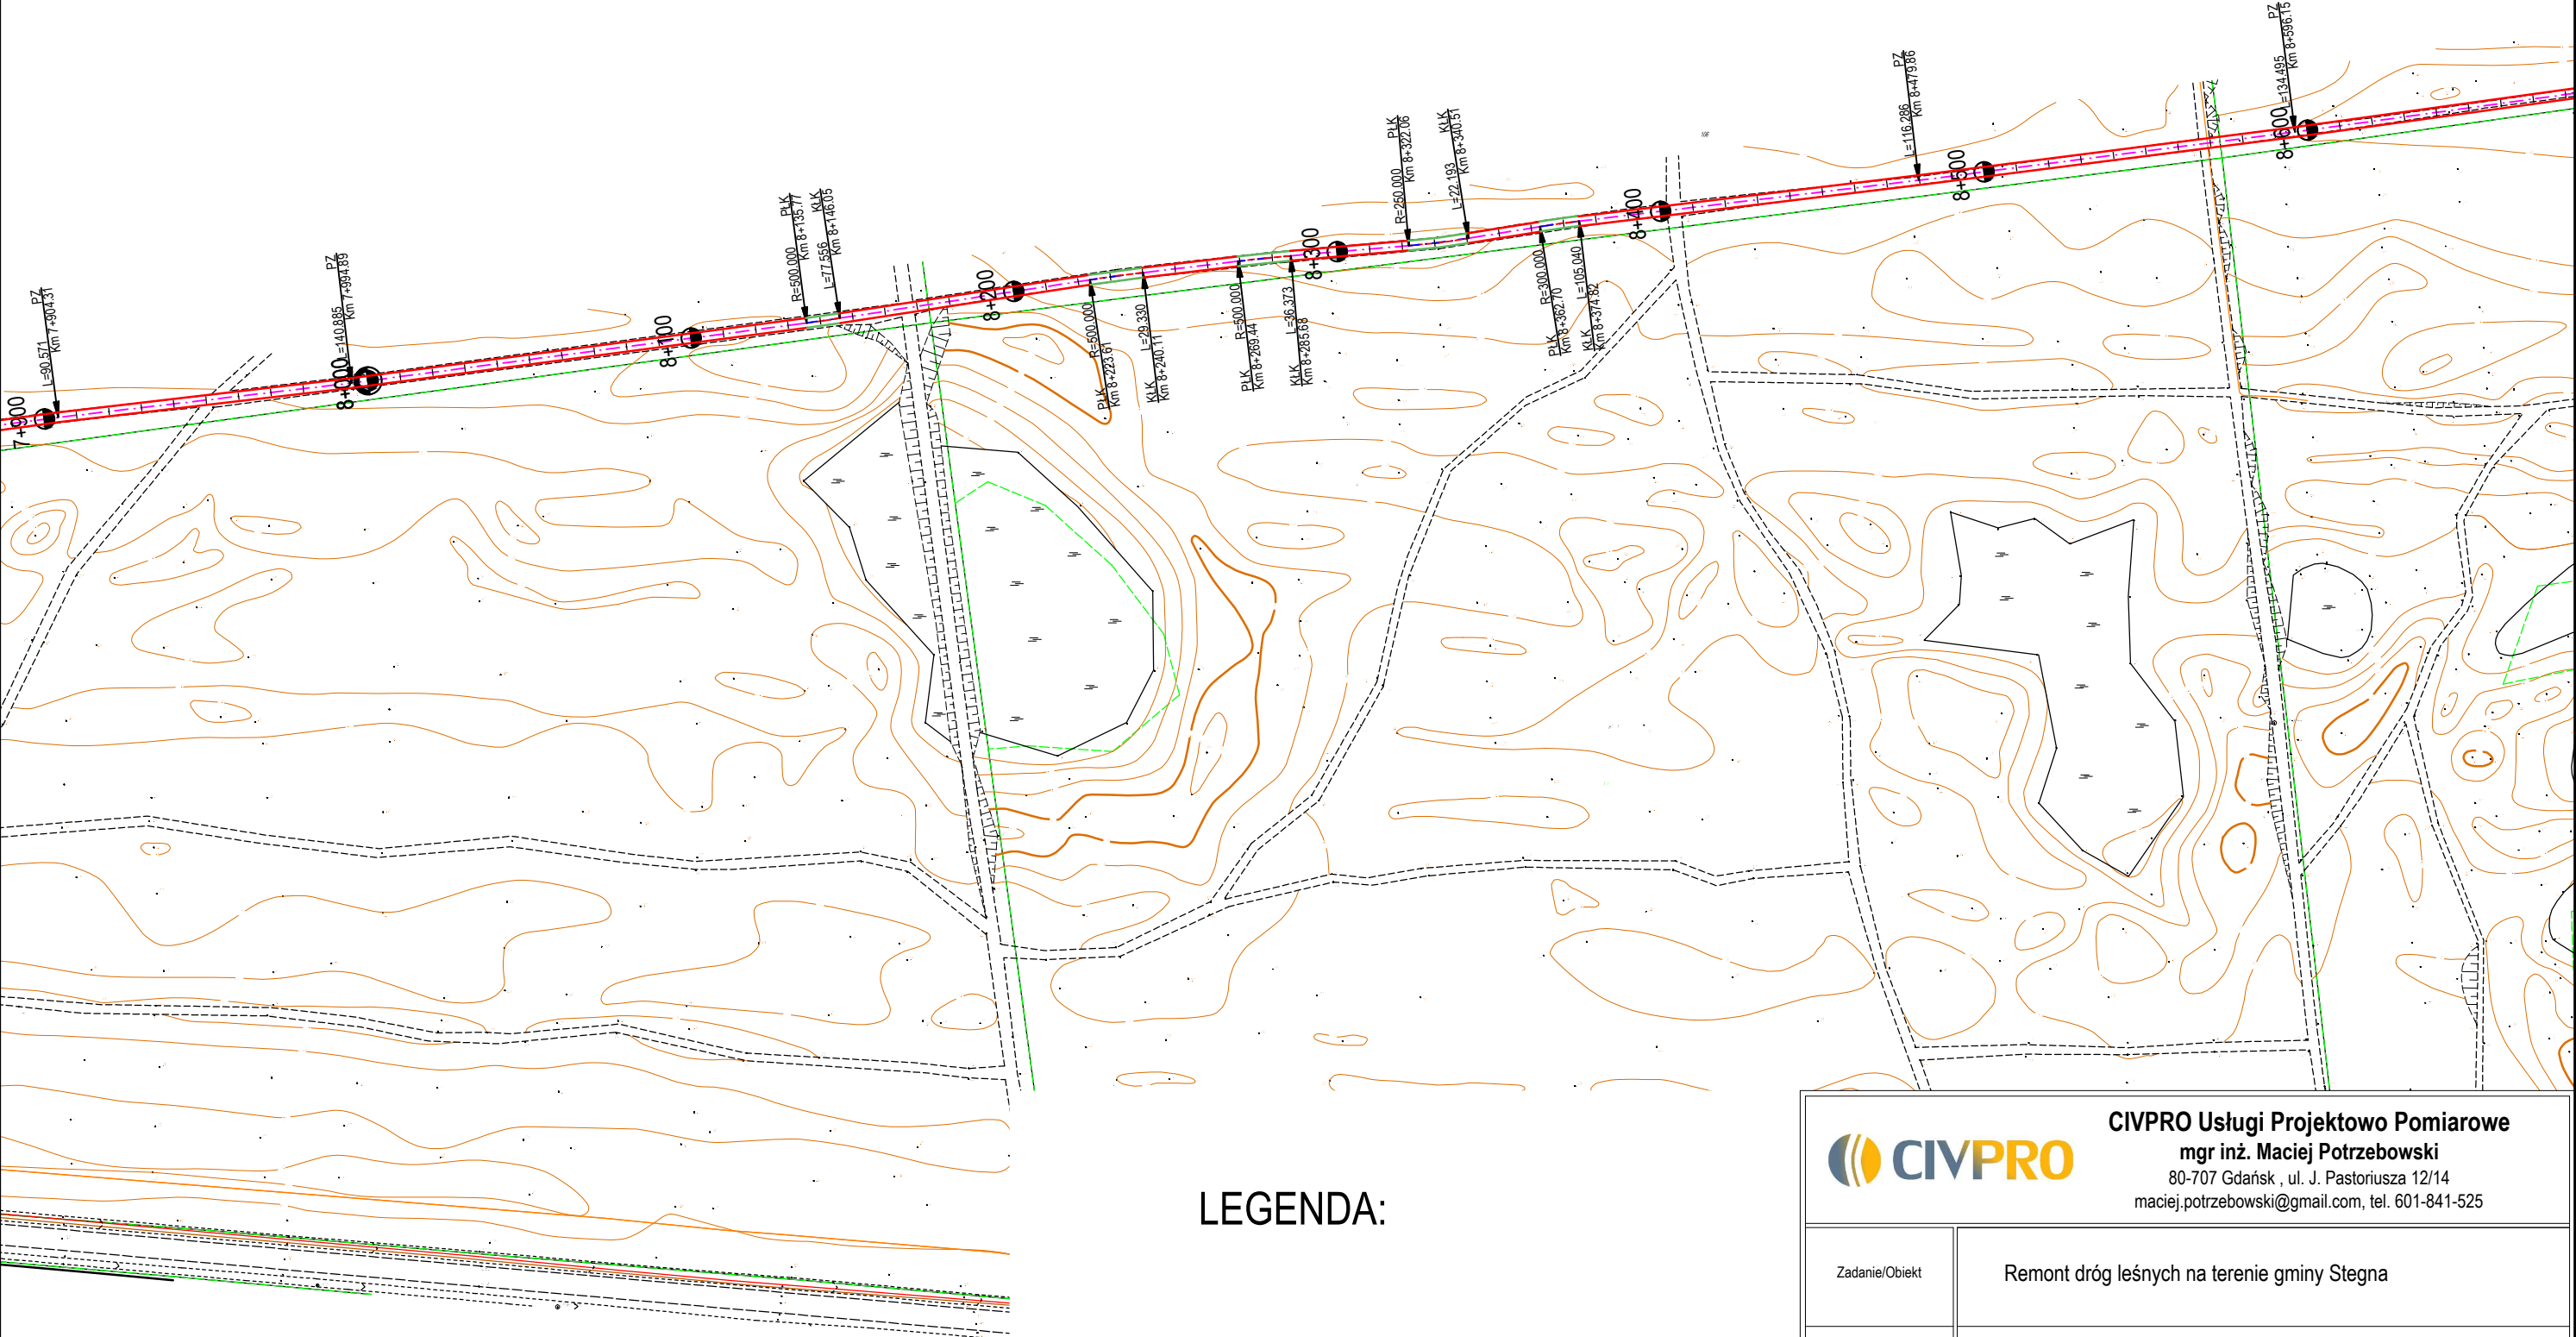 7+900
L=90.571
PZ
Km 7+904.31
8+000
L=140.885
PZ
Km 7+994.89
8+100
R=500.000
PŁK
Km 8+135.77
L=77.556
KŁK
Km 8+146.05
8+200
R=500.000
PŁK
Km 8+223.61
L=29.330
KŁK
Km 8+240.11
R=500.000
PŁK
Km 8+269.44
L=36.373
KŁK
Km 8+285.68
8+300
R=250.000
PŁK
Km 8+322.06
L=22.193
KŁK
Km 8+340.51
R=300.000
PŁK
Km 8+362.70
L=105.040
KŁK
Km 8+374.82
8+400
L=116.286
PZ
Km 8+479.86
8+500
8+600
L=134.495
PZ
Km 8+596.15
LEGENDA:
CIVPRO
CIVPRO Usługi Projektowo Pomiarowe
mgr inż. Maciej Potrzebowski
80-707 Gdańsk , ul. J. Pastoriusza 12/14
maciej.potrzebowski@gmail.com, tel. 601-841-525
Zadanie/Obiekt
Remont dróg leśnych na terenie gminy Stegna